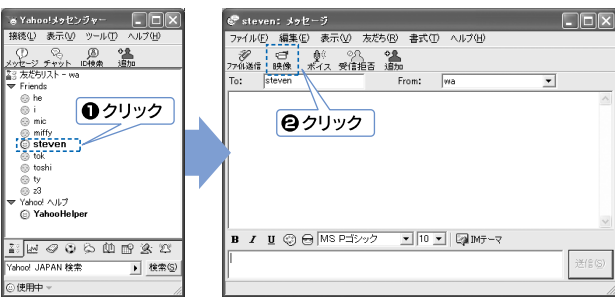 Yahoo!メッセンジャー
接続(L) 表示(V) ツール(T) ヘルプ(H)
メッセージ チャット ID検索 追加
友だちリスト - wa
Friends
he
i
mic
miffy
steven
tok
toshi
ty
z3
Yahoo! ヘルプ
YahooHelper
Yahoo! JAPAN 検索 検索(S)
使用中
❶クリック
steven: メッセージ
ファイル(F) 編集(E) 表示(V) 友だち(R) 書式(T) ヘルプ(H)
ファイル送信 映像 ボイス 受信拒否 追加
To: steven From: wa
❷クリック
B I U MS Pゴシック 10 IMテーマ
送信(S)